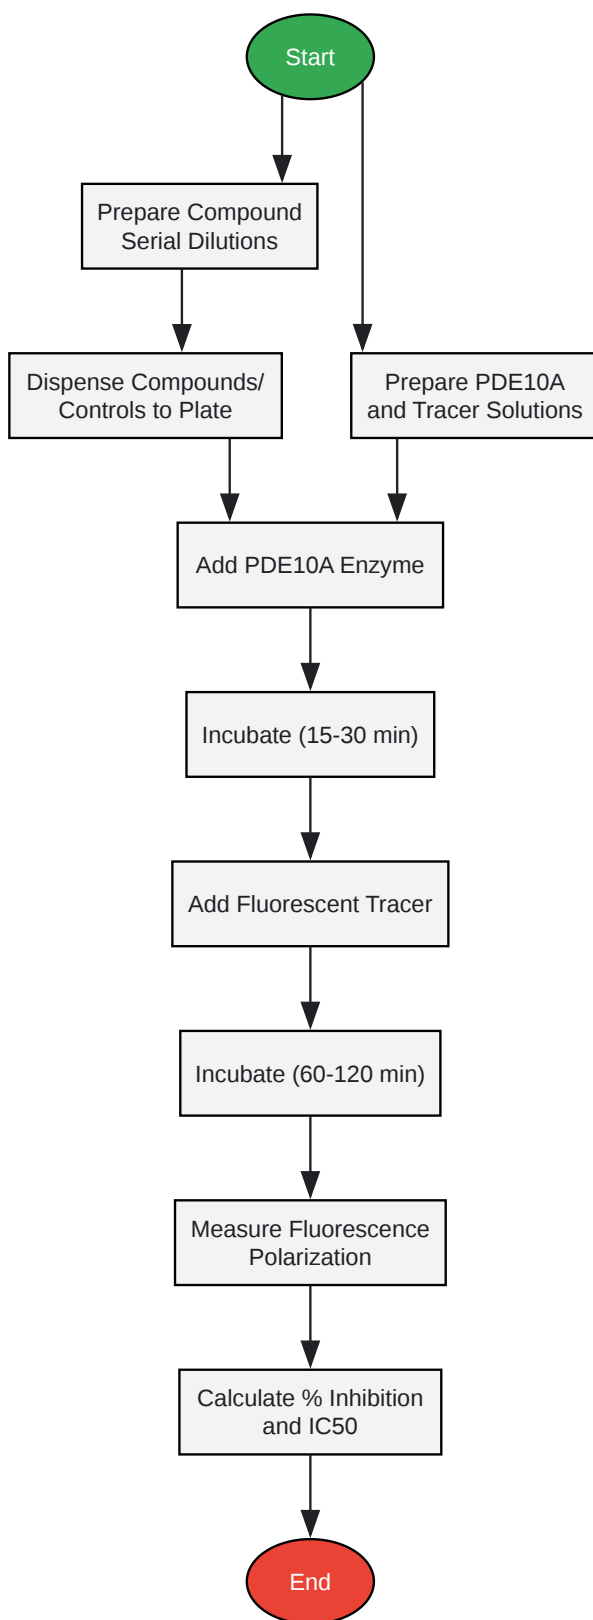 Start
Prepare Compound
Serial Dilutions
Dispense Compounds/
Controls to Plate
Prepare PDE10A
and Tracer Solutions
Add PDE10A Enzyme
Incubate (15-30 min)
Add Fluorescent Tracer
Incubate (60-120 min)
Measure Fluorescence
Polarization
Calculate % Inhibition
and IC50
End